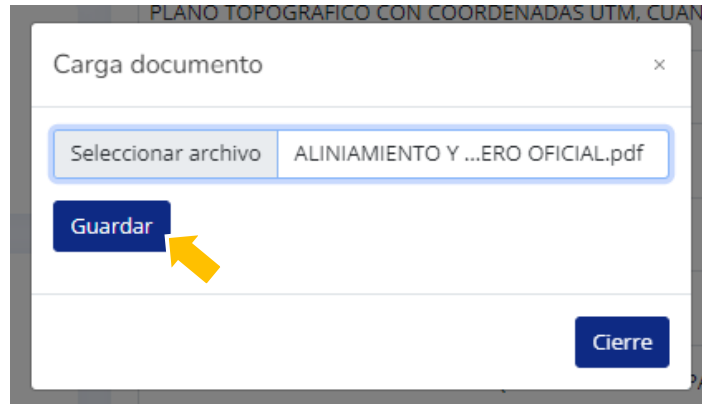 PLANO TOPOGRAFICO CON COORDENADAS UTM, CUAN
Carga documento ×
Seleccionar archivo ALINIAMIENTO Y ...ERO OFICIAL.pdf
Guardar
Cierre